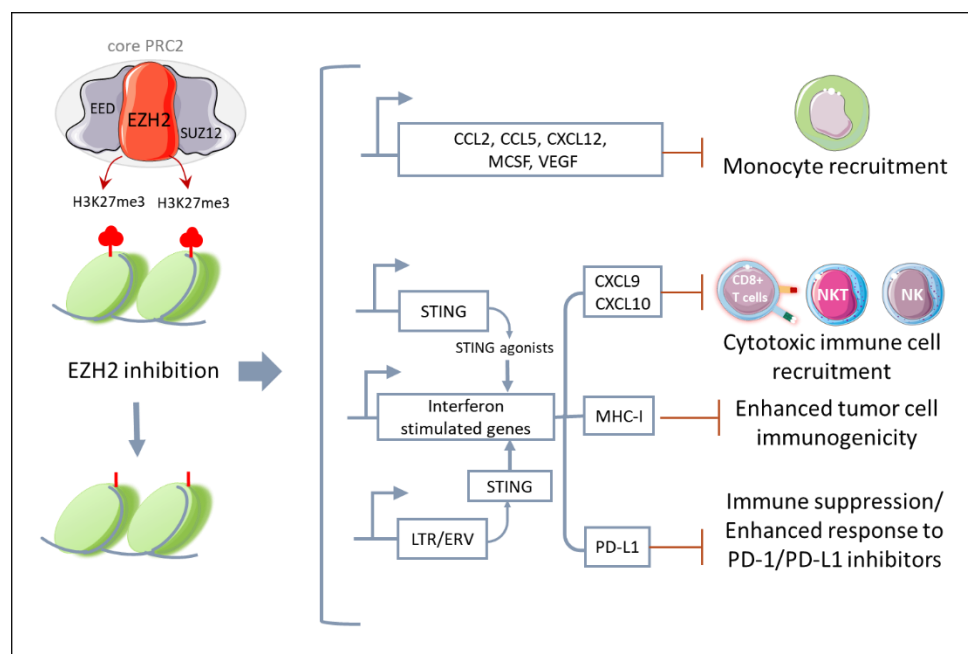 core PRC2
EED
EZH2
SUZ12
H3K27me3 H3K27me3
EZH2 inhibition
CCL2, CCL5, CXCL12,
MCSF, VEGF
Monocyte recruitment
STING
STING agonists
Interferon
stimulated genes
STING
LTR/ERV
CXCL9
CXCL10
CD8+
T cells
NKT
NK
Cytotoxic immune cell
recruitment
MHC-I
Enhanced tumor cell
immunogenicity
PD-L1
Immune suppression/
Enhanced response to
PD-1/PD-L1 inhibitors